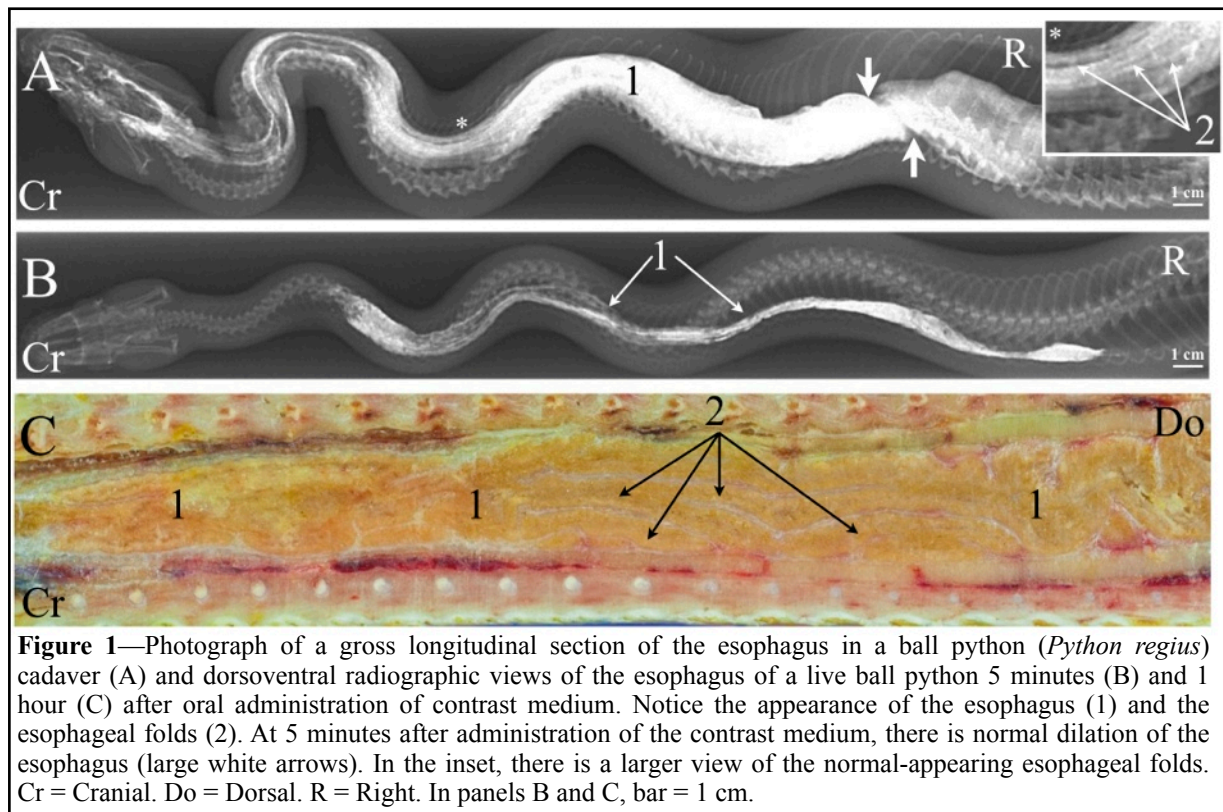 A
1
*
R
*
2
Cr
1 cm
B
1
R
Cr
1 cm
C
2
Do
1
1
1
Cr
Figure 1—Photograph of a gross longitudinal section of the esophagus in a ball python (Python regius)
cadaver (A) and dorsoventral radiographic views of the esophagus of a live ball python 5 minutes (B) and 1
hour (C) after oral administration of contrast medium. Notice the appearance of the esophagus (1) and the
esophageal folds (2). At 5 minutes after administration of the contrast medium, there is normal dilation of the
esophagus (large white arrows). In the inset, there is a larger view of the normal-appearing esophageal folds.
Cr = Cranial. Do = Dorsal. R = Right. In panels B and C, bar = 1 cm.